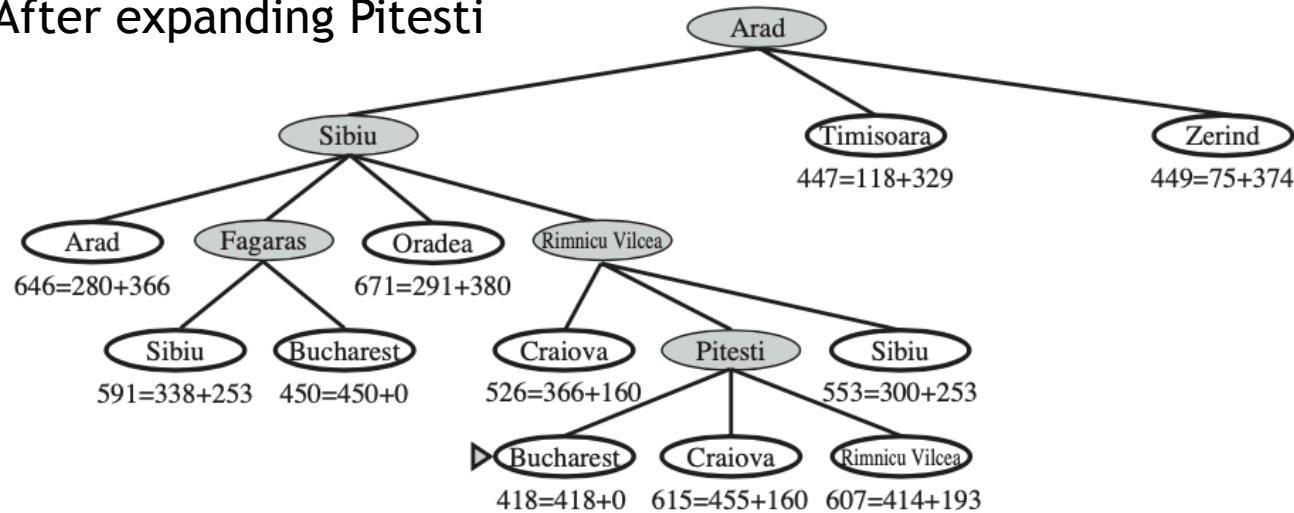 After expanding Pitesti
Arad
Sibiu
Timisoara
Zerind
447=118+329
449=75+374
Arad
Fagaras
Oradea
Rimnicu Vilcea
646=280+366
671=291+380
Sibiu
Bucharest
Craiova
Pitesti
Sibiu
591=338+253
450=450+0
526=366+160
553=300+253
Bucharest
Craiova
Rimnicu Vilcea
418=418+0
615=455+160
607=414+193